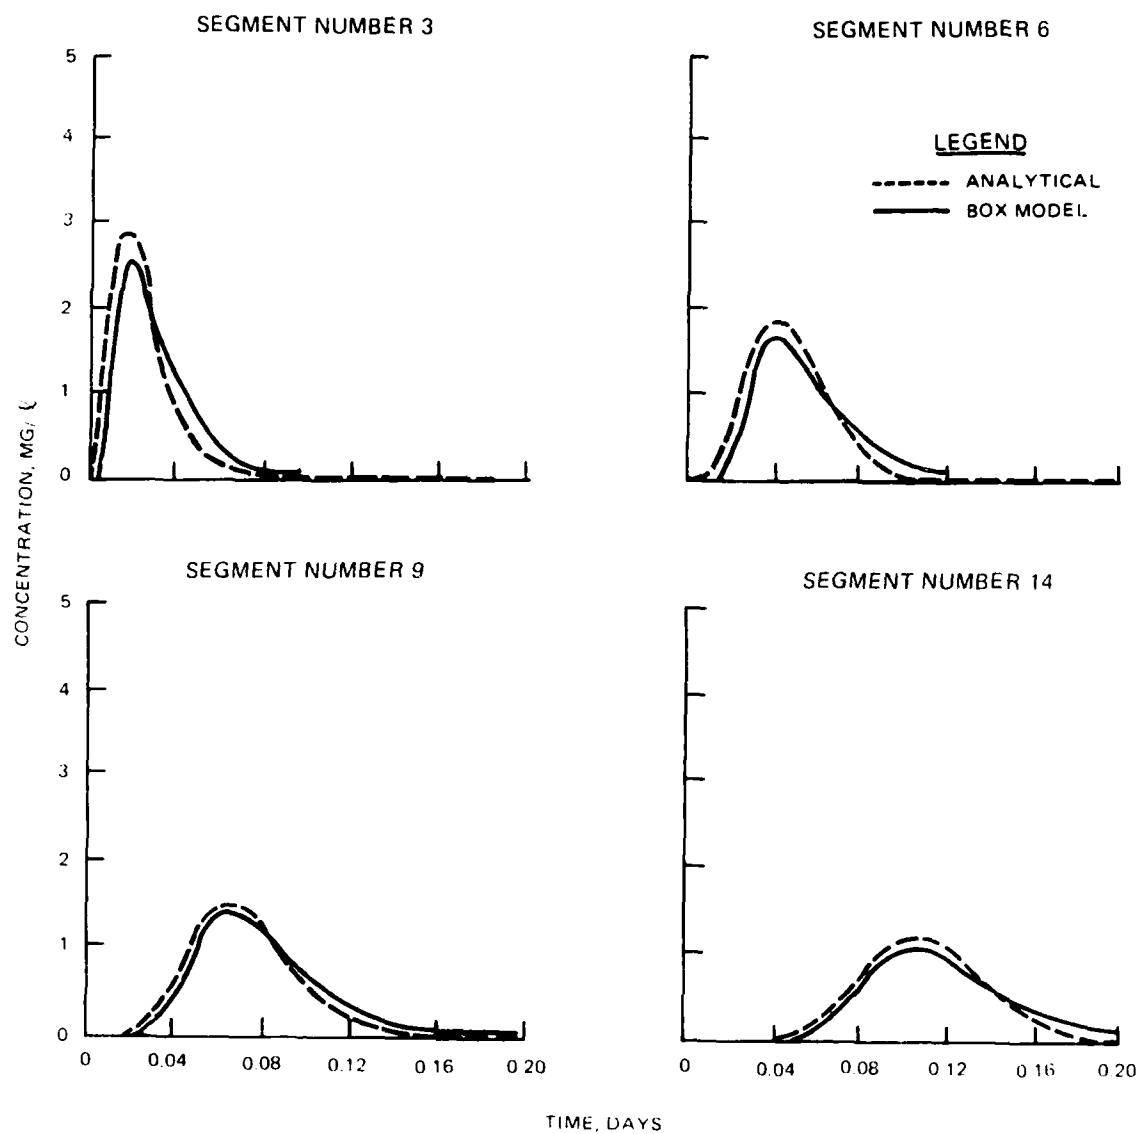 SEGMENT NUMBER 3
5
4
3
2
1
0
SEGMENT NUMBER 6
LEGEND
ANALYTICAL
BOX MODEL
CONCENTRATION, MG/ℓ
SEGMENT NUMBER 9
5
4
3
2
1
0
0 0.04 0.08 0.12 0.16 0.20
SEGMENT NUMBER 14
0 0.04 0.08 0.12 0.16 0.20
TIME, DAYS